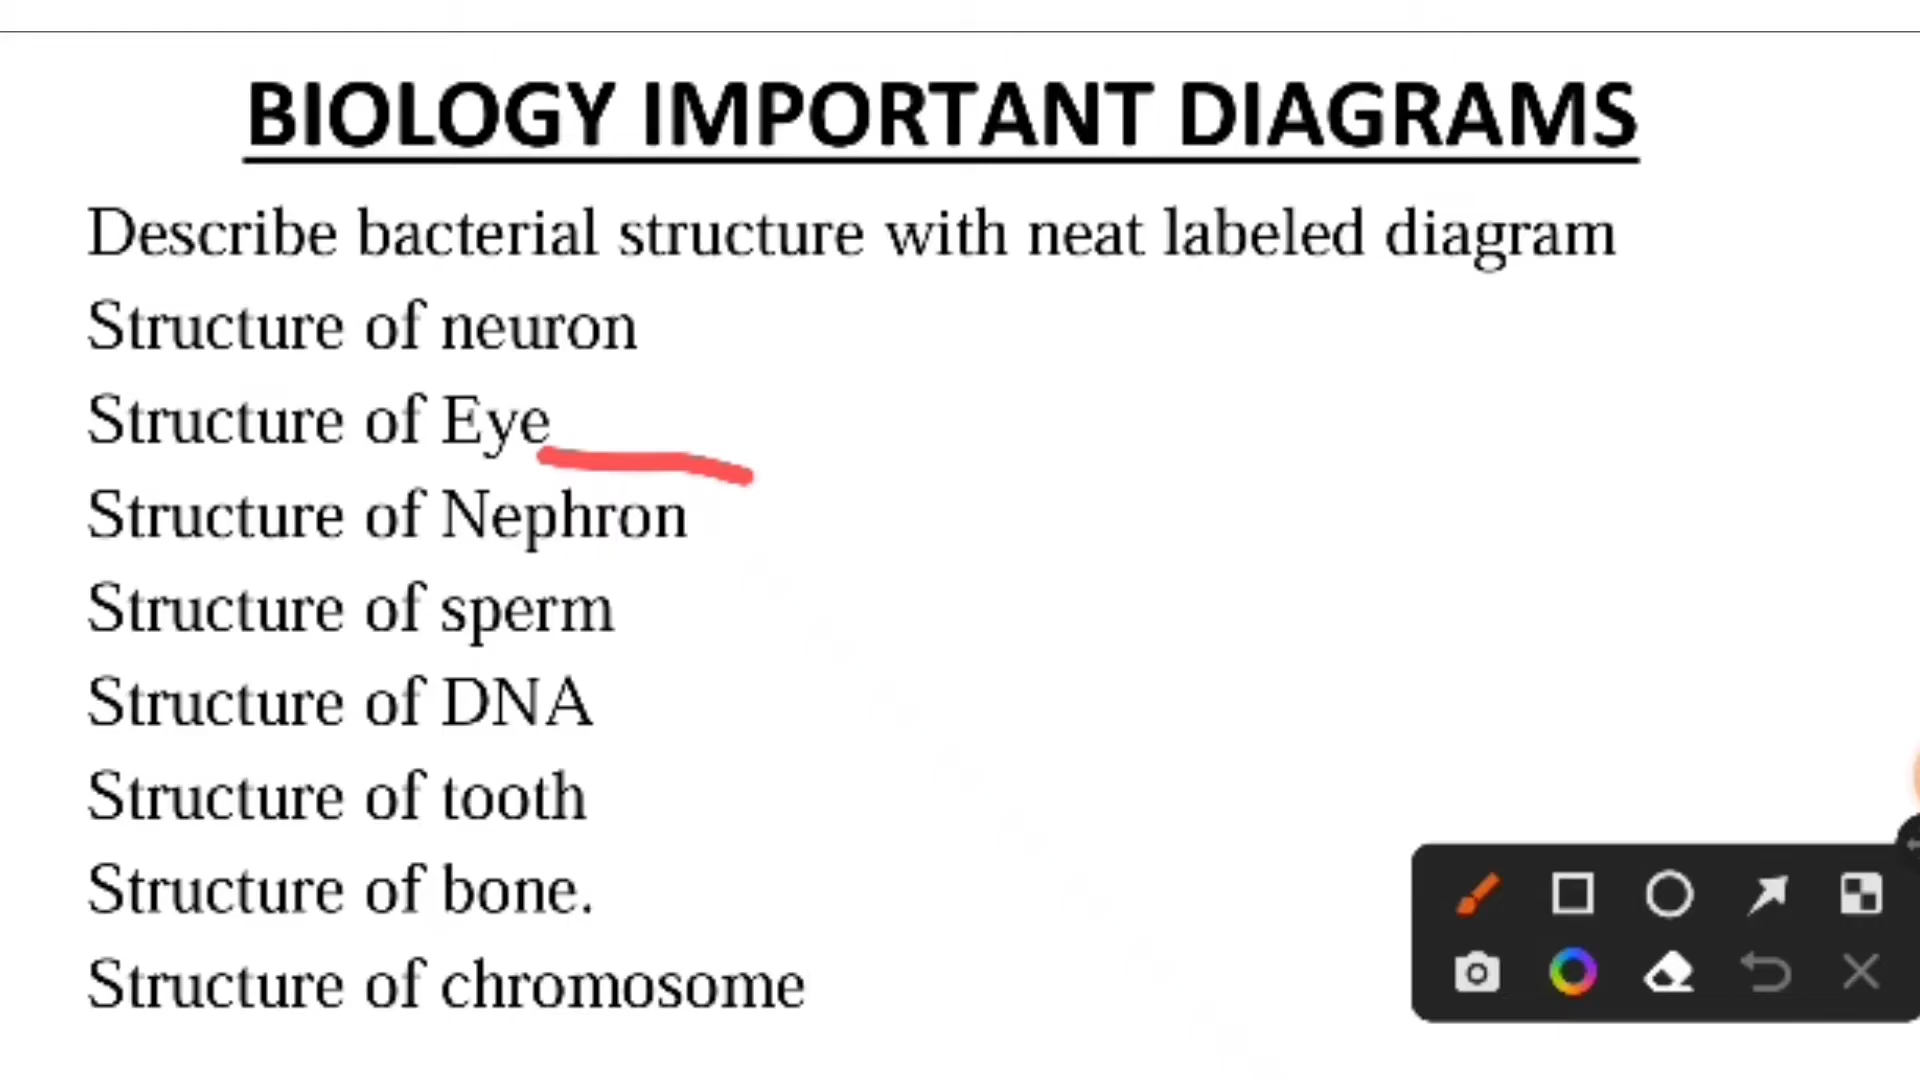 BIOLOGY IMPORTANT DIAGRAMS
Describe bacterial structure with neat labeled diagram
Structure of neuron
Structure of Eye
Structure of Nephron
Structure of sperm
Structure of DNA
Structure of tooth
Structure of bone.
Structure of chromosome